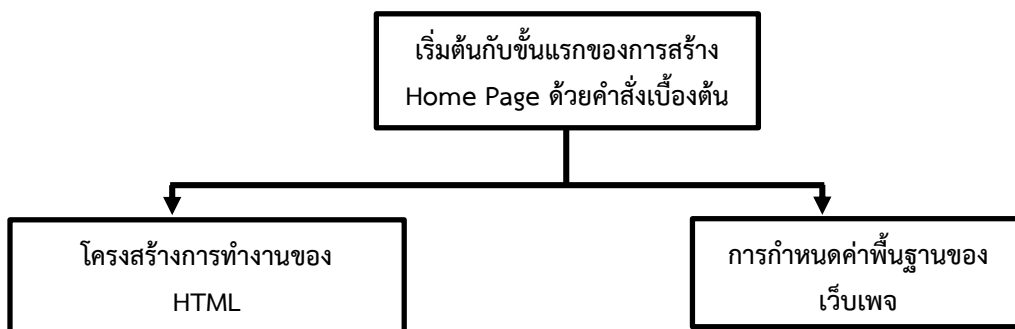 เริ่มต้นกับขั้นแรกของการสร้าง
Home Page ด้วยคำสั่งเบื้องต้น
โครงสร้างการทำงานของ
HTML
การกำหนดค่าพื้นฐานของ
เว็บเพจ